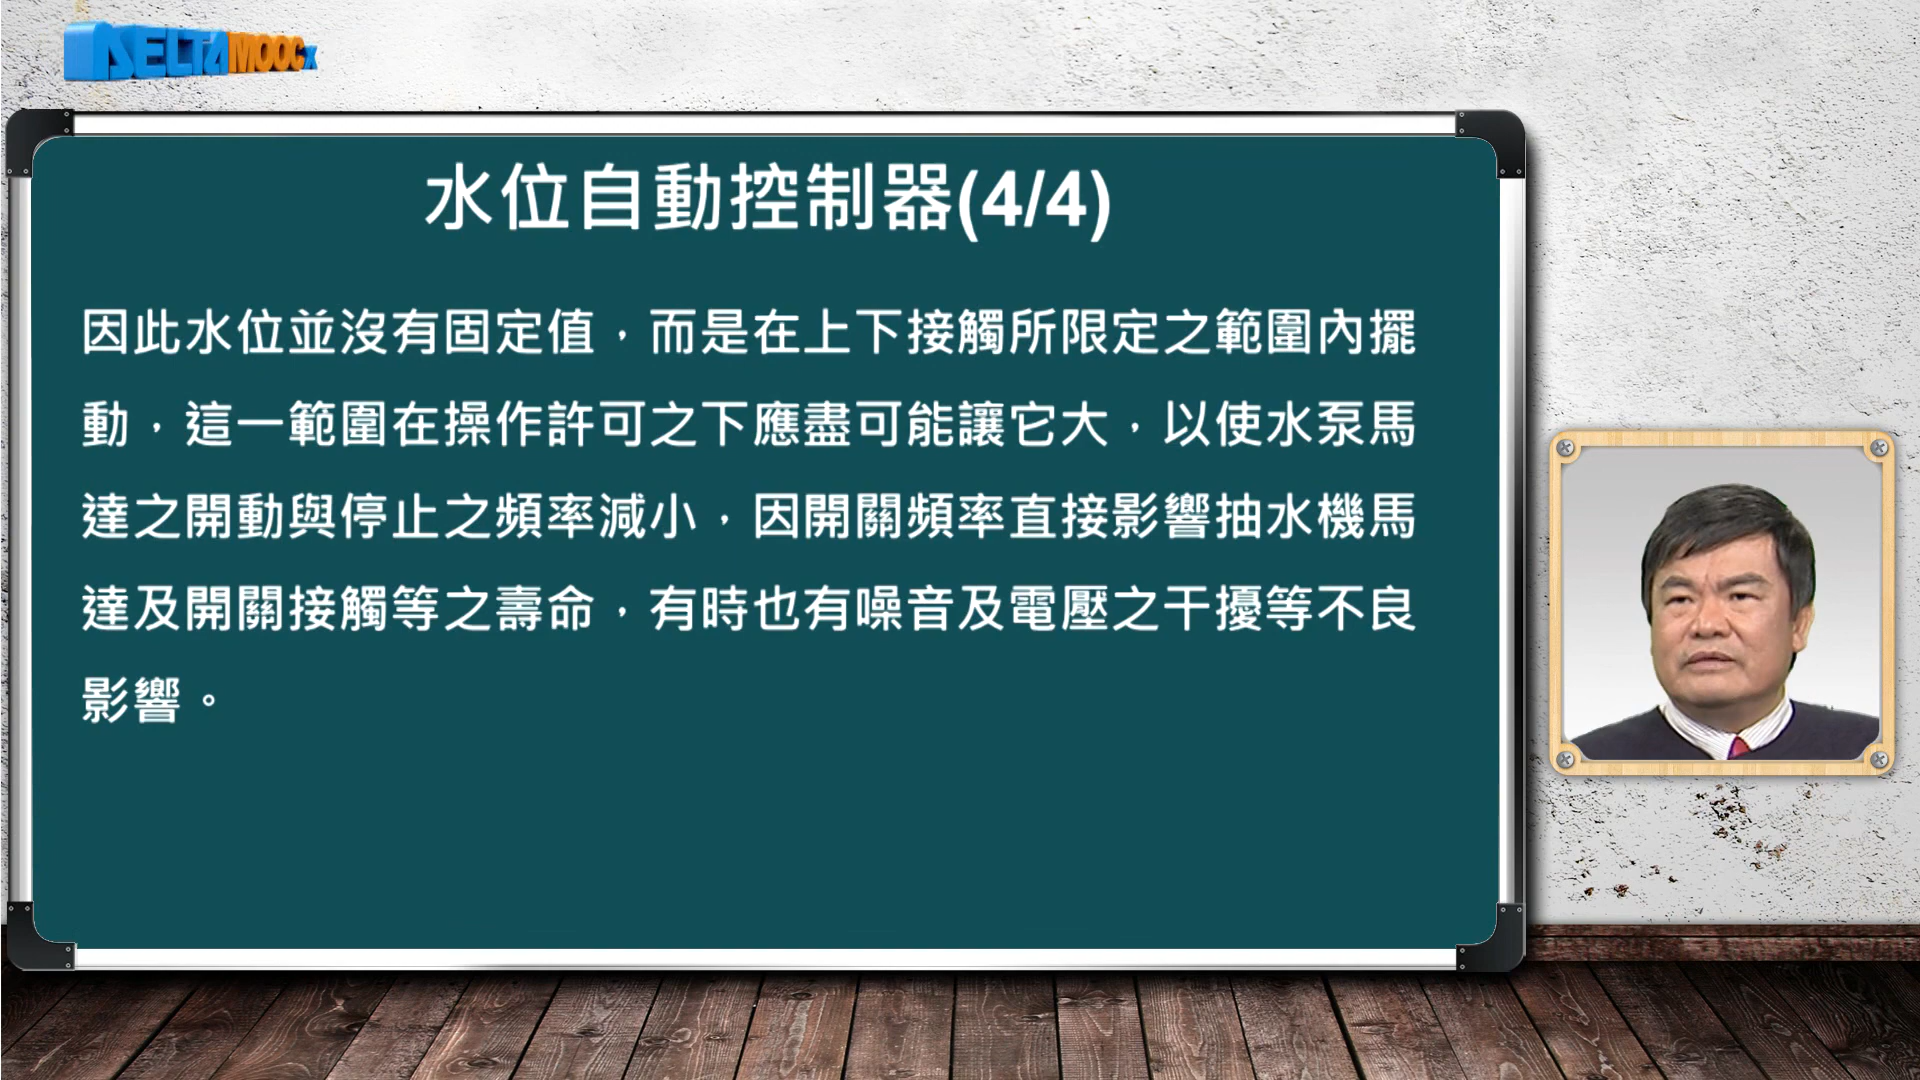 DELTAMOOCx
水位自動控制器(4/4)
因此水位並沒有固定值，而是在上下接觸所限定之範圍內擺
動，這一範圍在操作許可之下應盡可能讓它大，以使水泵馬
達之開動與停止之頻率減小，因開關頻率直接影響抽水機馬
達及開關接觸等之壽命，有時也有噪音及電壓之干擾等不良
影響。